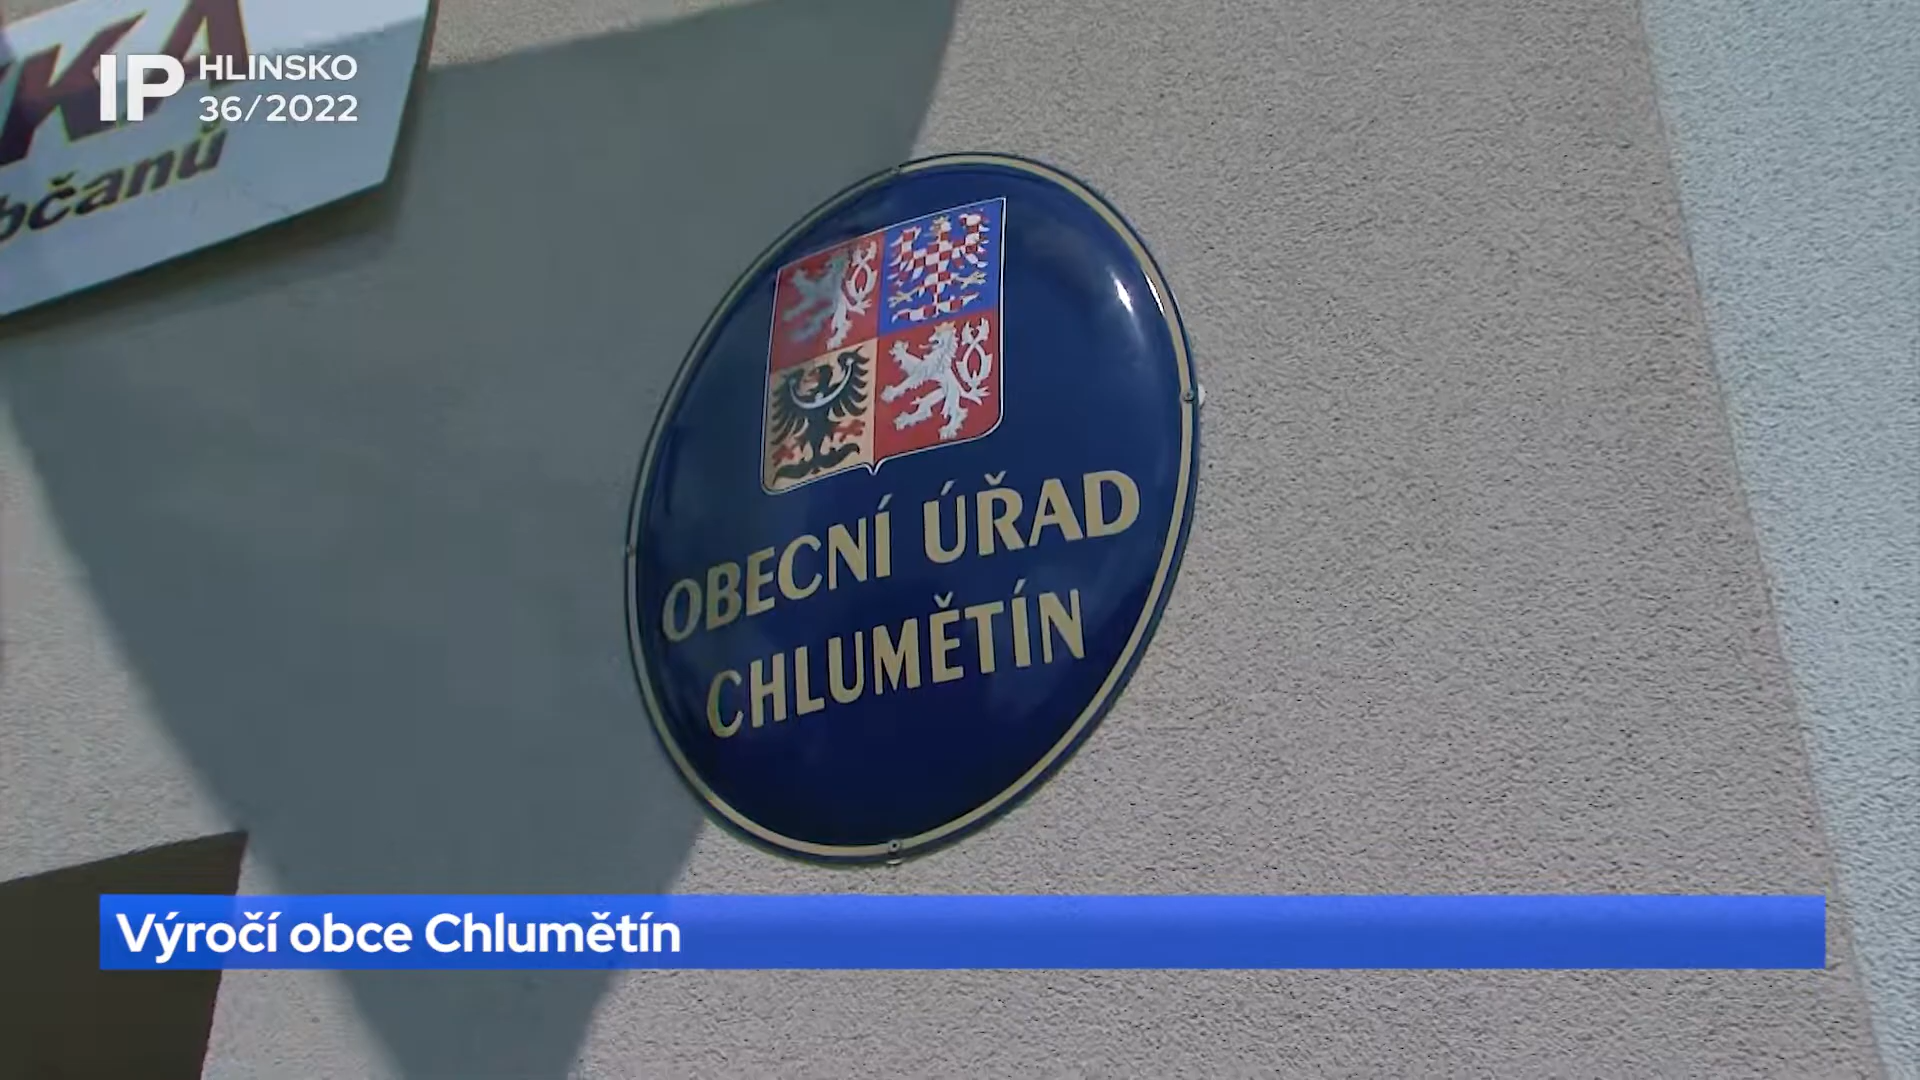 IP HLINSKO
36/2022
OBECNÍ ÚŘAD
CHLUMĚTÍN
Výročí obce Chlumětín